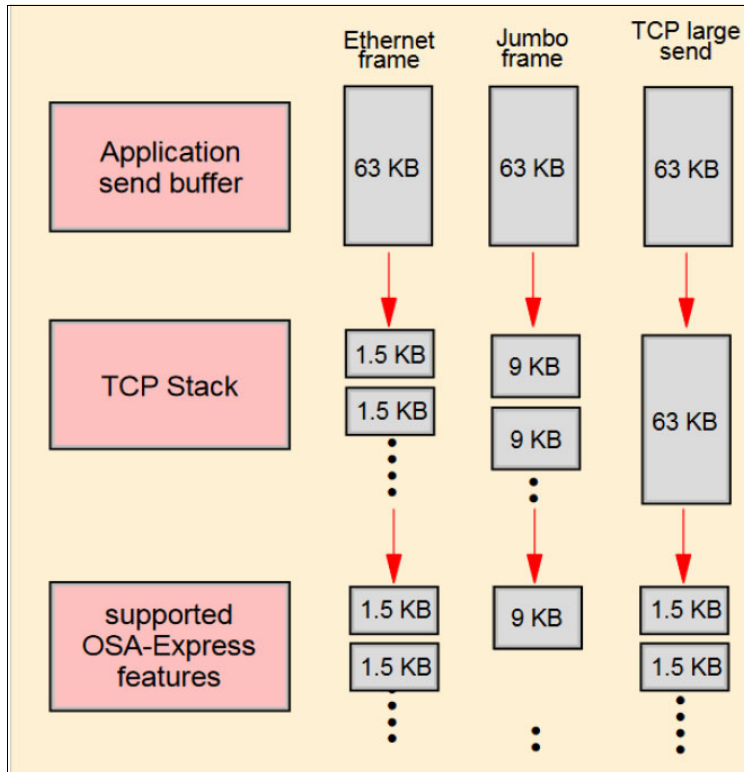 Ethernet
frame
Jumbo
frame
TCP large
send
Application
send buffer
63 KB
63 KB
63 KB
TCP Stack
1.5 KB
1.5 KB
9 KB
9 KB
63 KB
supported
OSA-Express
features
1.5 KB
1.5 KB
9 KB
1.5 KB
1.5 KB